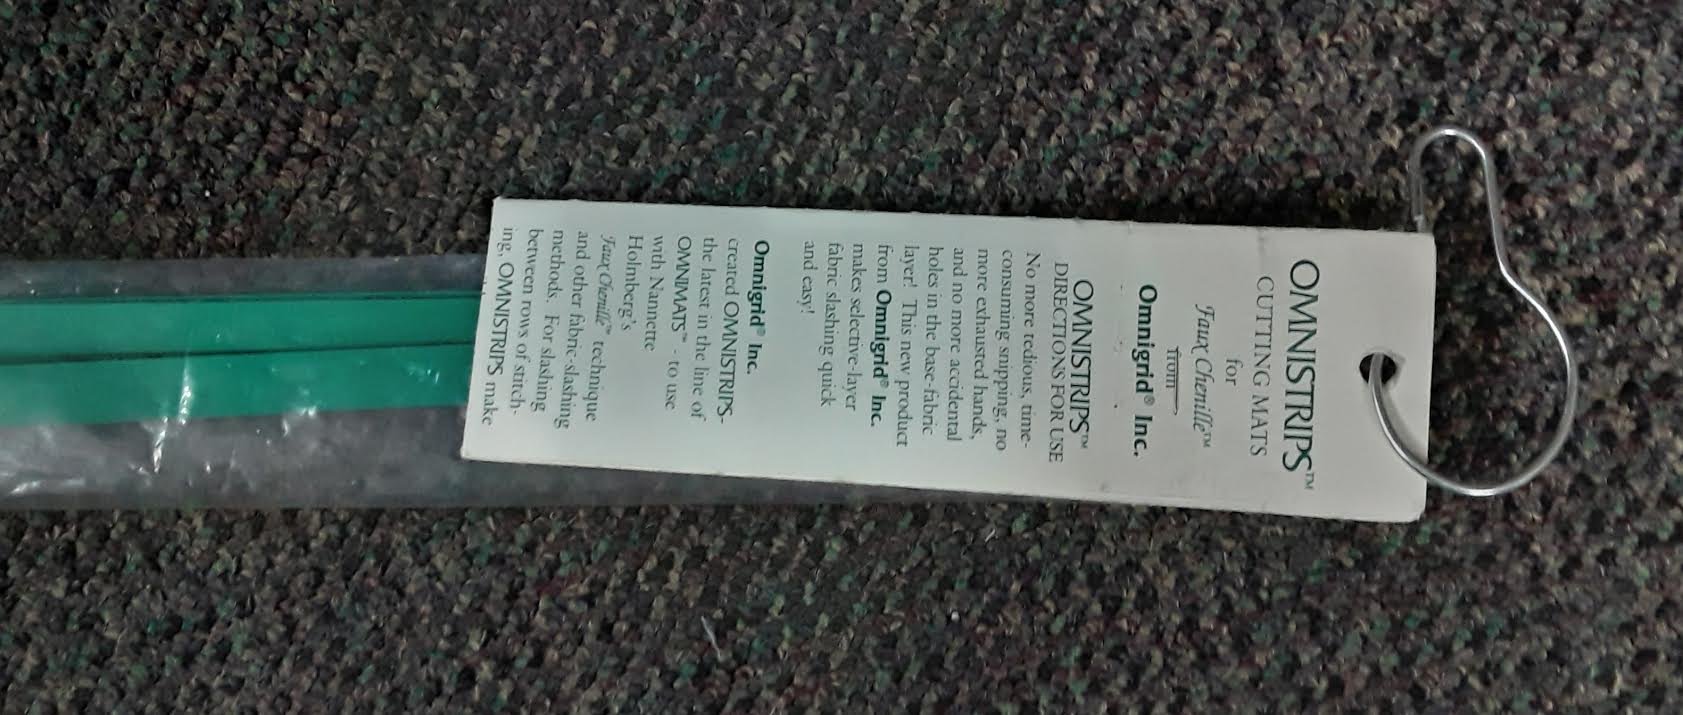 OMNISTRIPS™
CUTTING MATS
for
Faux Chenille™
from
Omnigrid® Inc.
OMNISTRIPS™
DIRECTIONS FOR USE
No more tedious, time-
consuming snipping, no
more exhausted hands,
and no more accidental
holes in the base-fabric
layer! This new product
from Omnigrid® Inc.
makes selective-layer
fabric slashing quick
and easy!
Omnigrid® Inc.
created OMNISTRIPS-
the latest in the line of
OMNIMATS™ - to use
with Nannette
Holmberg's
Faux Chenille™ technique
and other fabric-slashing
methods. For slashing
between rows of stitch-
ing, OMNISTRIPS make